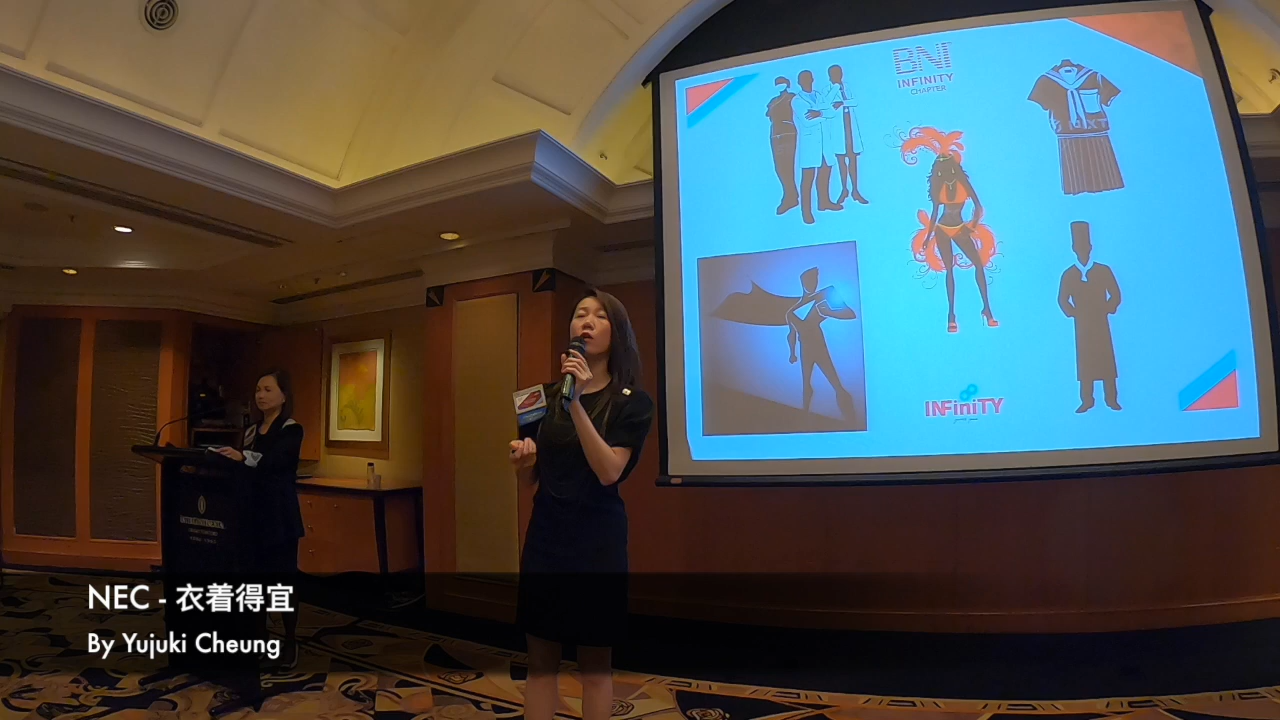 BNI
INFINITY
CHAPTER
INFiniTY
NEC - 衣着得宜
By Yujuki Cheung